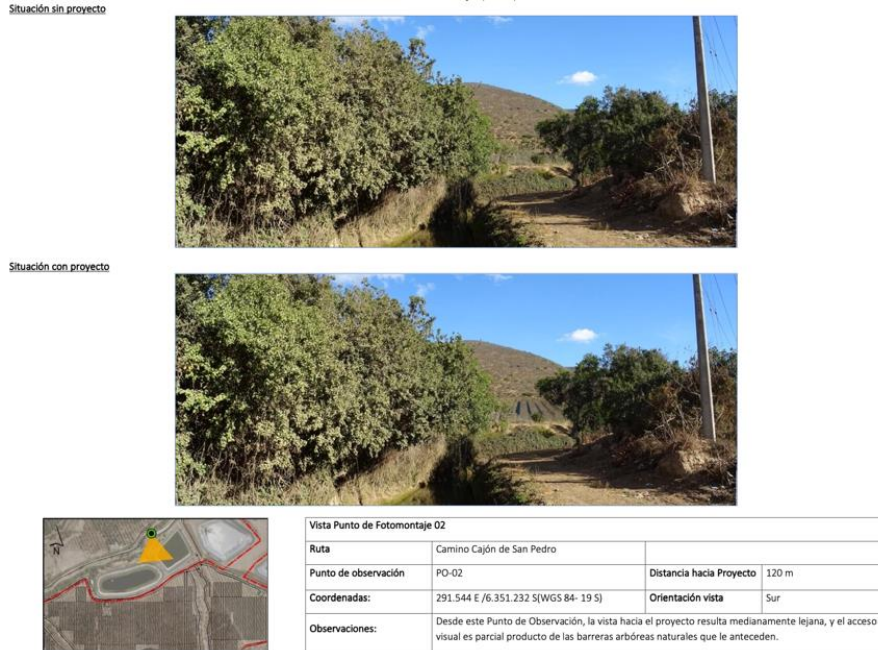 Situación sin proyecto
Situación con proyecto
N
Vista Punto de Fotomontaje 02
Ruta Camino Cajón de San Pedro
Punto de observación PO-02 Distancia hacia Proyecto 120 m
Coordenadas: 291.544 E /6.351.232 S(WGS 84- 19 S) Orientación vista Sur
Observaciones: Desde este Punto de Observación, la vista hacia el proyecto resulta medianamente lejana, y el acceso
visual es parcial producto de las barreras arbóreas naturales que le anteceden.